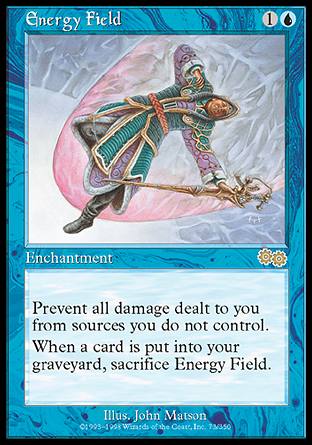 Energy Field
1
Enchantment
Prevent all damage dealt to you
from sources you do not control.
When a card is put into your
graveyard, sacrifice Energy Field.
Illus. John Matson
©1993-1998 Wizards of the Coast, Inc. 73/350